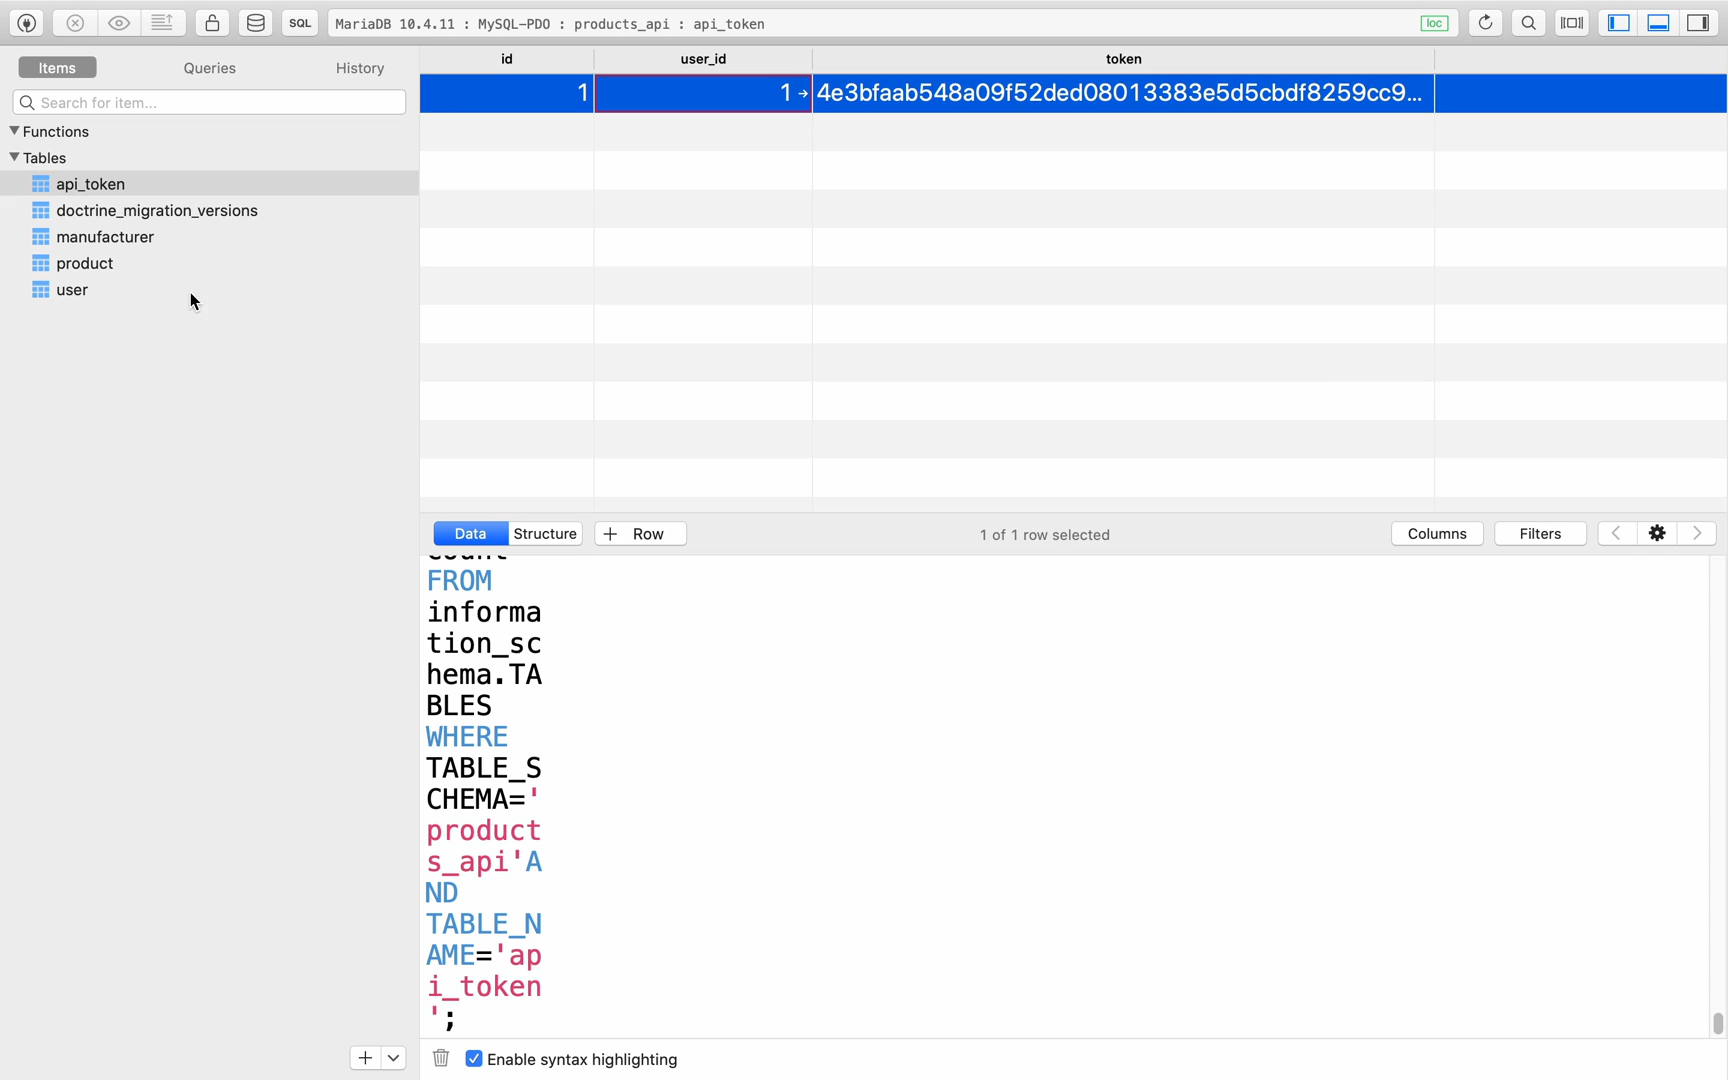 SQL
MariaDB 10.4.11 : MySQL-PDO : products_api : api_token
loc
Items
Queries
History
Search for item...
Functions
Tables
api_token
doctrine_migration_versions
manufacturer
product
user
id
user_id
token
1
1
4e3bfaab548a09f52ded08013383e5d5cbdf8259cc9...
Data
Structure
+ Row
1 of 1 row selected
Columns
Filters
FROM
informa
tion_sc
hema.TA
BLES
WHERE
TABLE_S
CHEMA='
product
s_api'A
ND
TABLE_N
AME='ap
i_token
';
Enable syntax highlighting